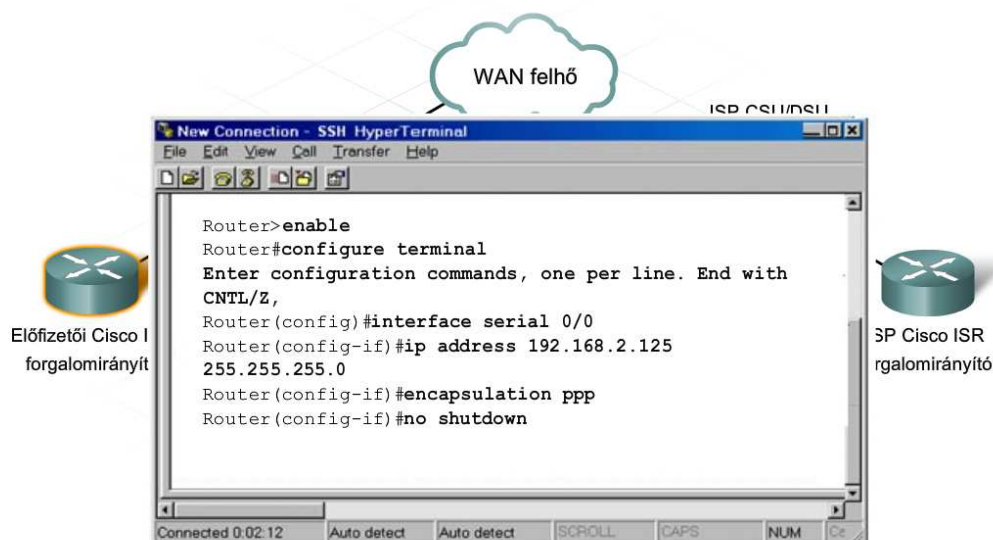 WAN felhő
ISP CSU/DSU
New Connection - SSH HyperTerminal
File Edit View Call Transfer Help
Router>enable
Router#configure terminal
Enter configuration commands, one per line. End with
CNTL/Z,
Router(config)#interface serial 0/0
Router(config-if)#ip address 192.168.2.125
255.255.255.0
Router(config-if)#encapsulation ppp
Router(config-if)#no shutdown
Előfizetői Cisco I
forgalomirányít
SP Cisco ISR
rgalomirányító
Connected 0:02:12 Auto detect Auto detect SCROLL CAPS NUM